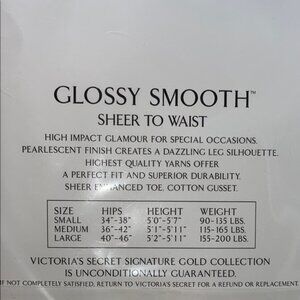 GLOSSY SMOOTH™
SHEER TO WAIST
HIGH IMPACT GLAMOUR FOR SPECIAL OCCASIONS.
PEARLESCENT FINISH CREATES A DAZZLING LEG SILHOUETTE.
HIGHEST QUALITY YARNS OFFER
A PERFECT FIT AND SUPERIOR DURABILITY.
SHEER ENHANCED TOE. COTTON GUSSET.
SIZE HIPS HEIGHT WEIGHT
SMALL 34"-38" 5'0"-5'7" 90-135 LBS.
MEDIUM 36"-42" 5'1"-5'11" 115-165 LBS.
LARGE 40"-46" 5'2"-5'11" 155-200 LBS.
VICTORIA'S SECRET SIGNATURE GOLD COLLECTION
IS UNCONDITIONALLY GUARANTEED.
IF NOT COMPLETELY SATISFIED, RETURN TO VICTORIA'S SECRET FOR A REFUND OR REPLACEMENT